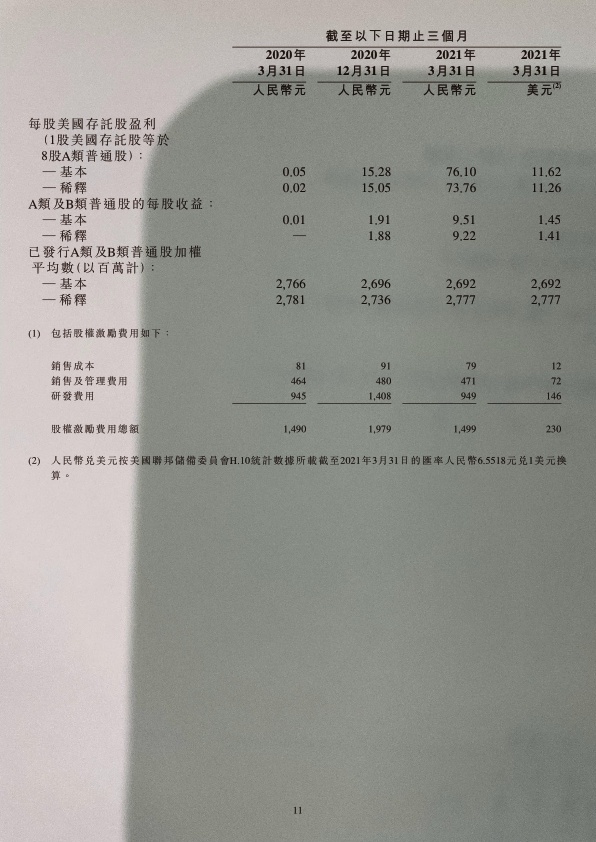 截至以下日期止三個月
2020年 2020年 2021年 2021年
3月31日 12月31日 3月31日 3月31日
人民幣元 人民幣元 人民幣元 美元(2)
每股美國存託股盈利
(1股美國存託股等於
8股A類普通股)：
— 基本 0.05 15.28 76.10 11.62
— 稀釋 0.02 15.05 73.76 11.26
A類及B類普通股的每股收益：
— 基本 0.01 1.91 9.51 1.45
— 稀釋 — 1.88 9.22 1.41
已發行A類及B類普通股加權
平均數(以百萬計)：
— 基本 2,766 2,696 2,692 2,692
— 稀釋 2,781 2,736 2,777 2,777
(1) 包括股權激勵費用如下：
銷售成本 81 91 79 12
銷售及管理費用 464 480 471 72
研發費用 945 1,408 949 146
股權激勵費用總額 1,490 1,979 1,499 230
(2) 人民幣兌美元按美國聯邦儲備委員會H.10統計數據所載截至2021年3月31日的匯率人民幣6.5518元兌1美元換
算。
11